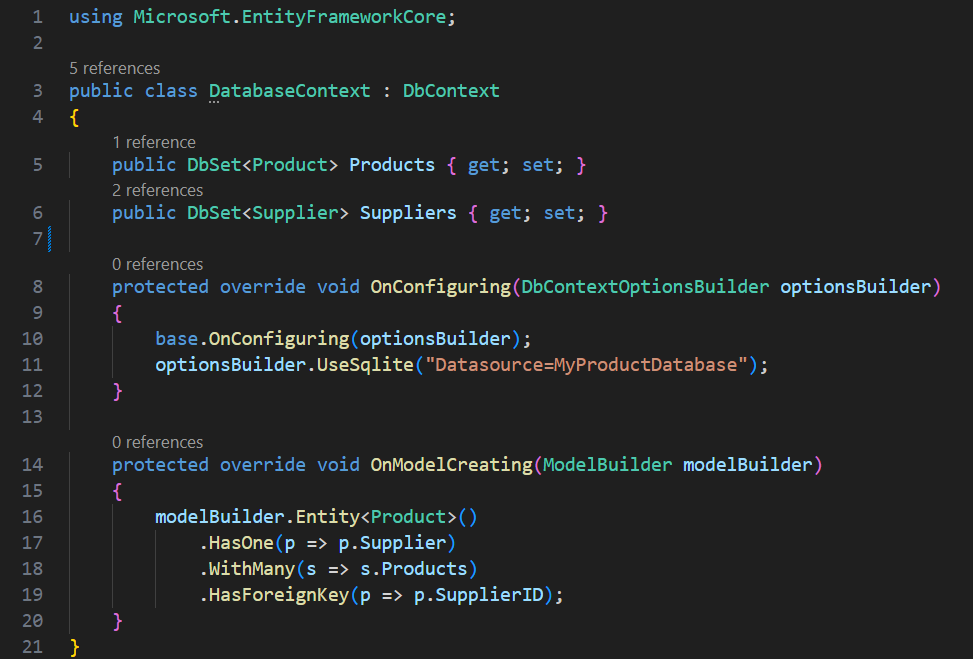 1 using Microsoft.EntityFrameworkCore;
2
5 references
3 public class DatabaseContext : DbContext
4 {
1 reference
5 public DbSet<Product> Products { get; set; }
2 references
6 public DbSet<Supplier> Suppliers { get; set; }
7
0 references
8 protected override void OnConfiguring(DbContextOptionsBuilder optionsBuilder)
9 {
10 base.OnConfiguring(optionsBuilder);
11 optionsBuilder.UseSqlite("Datasource=MyProductDatabase");
12 }
13
0 references
14 protected override void OnModelCreating(ModelBuilder modelBuilder)
15 {
16 modelBuilder.Entity<Product>()
17 .HasOne(p => p.Supplier)
18 .WithMany(s => s.Products)
19 .HasForeignKey(p => p.SupplierID);
20 }
21 }